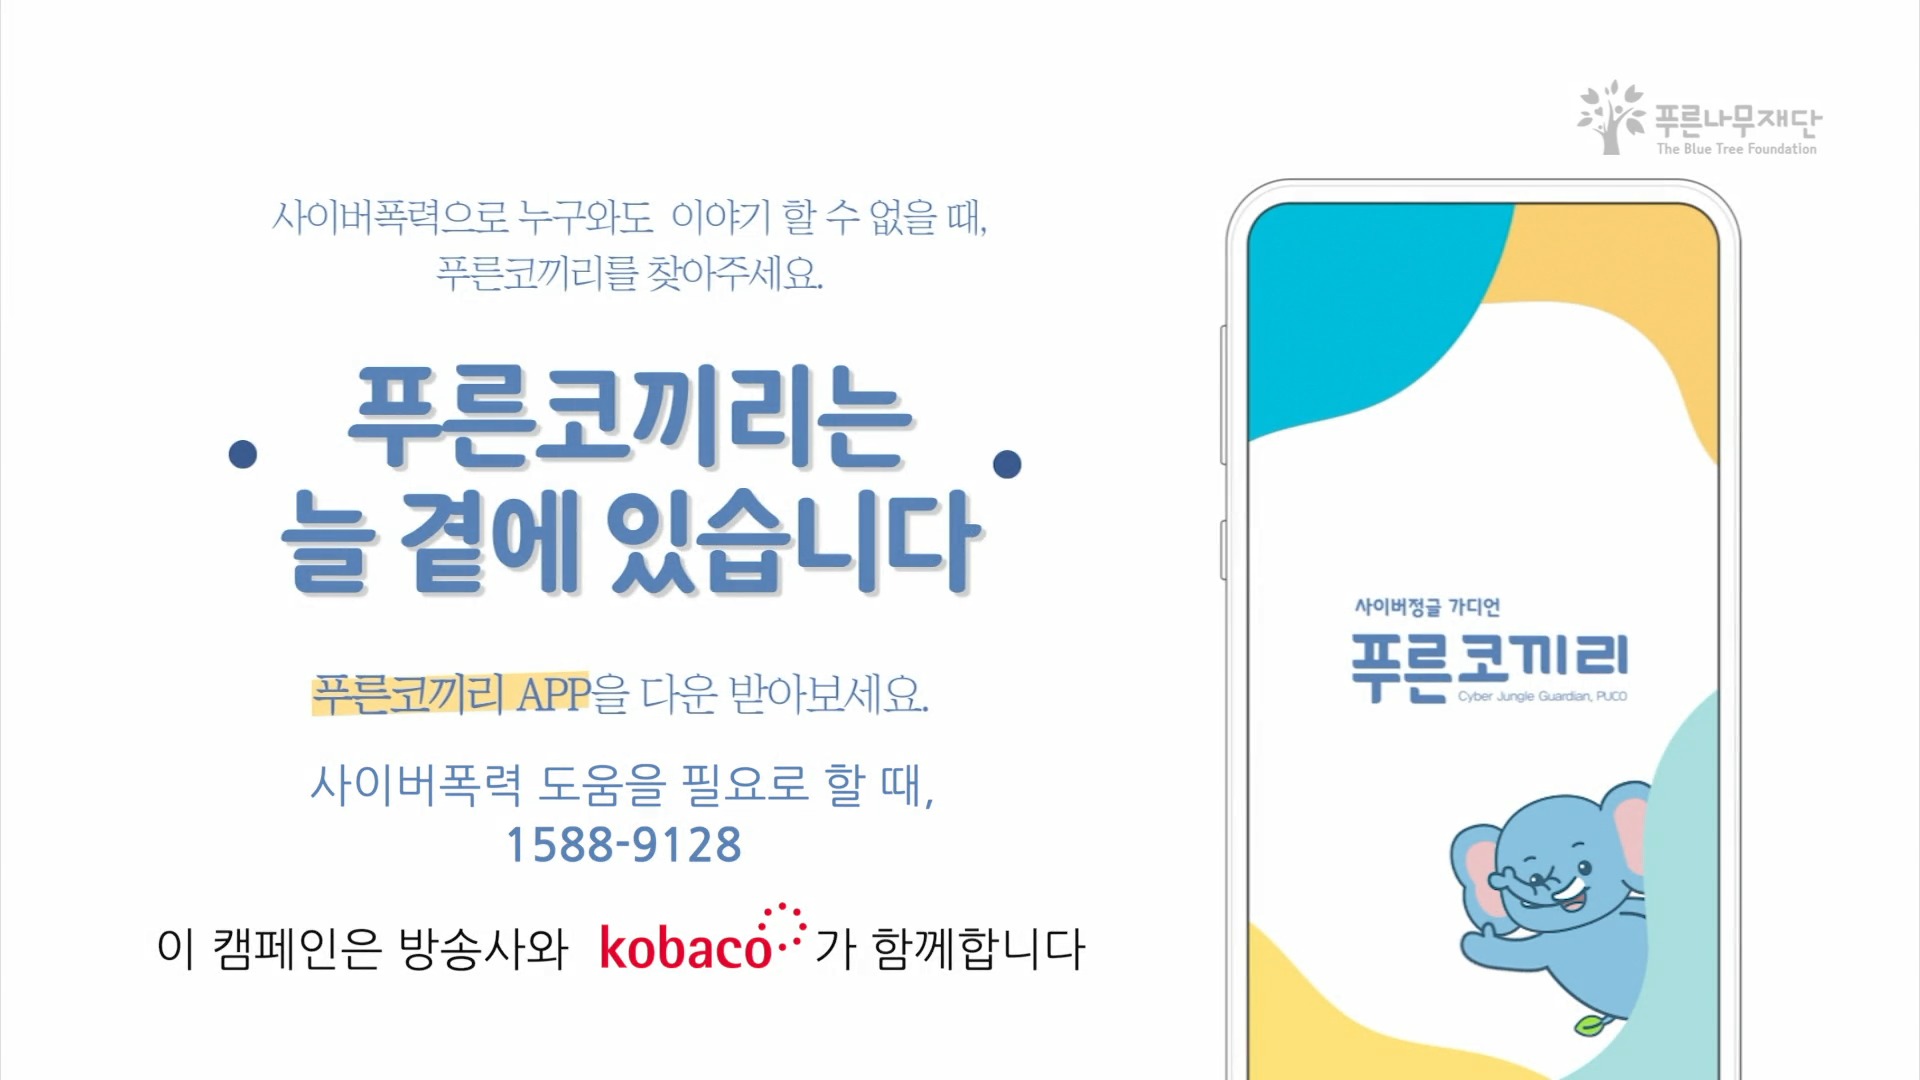 푸른나무재단
The Blue Tree Foundation
사이버폭력으로 누구와도 이야기 할 수 없을 때,
푸른코끼리를 찾아주세요.
푸른코끼리는
늘 곁에 있습니다
푸른코끼리 APP을 다운 받아보세요.
사이버폭력 도움을 필요로 할 때,
1588-9128
이 캠페인은 방송사와 kobaco가 함께합니다
사이버정글 가디언
푸른코끼리
Cyber Jungle Guardian, PUCO